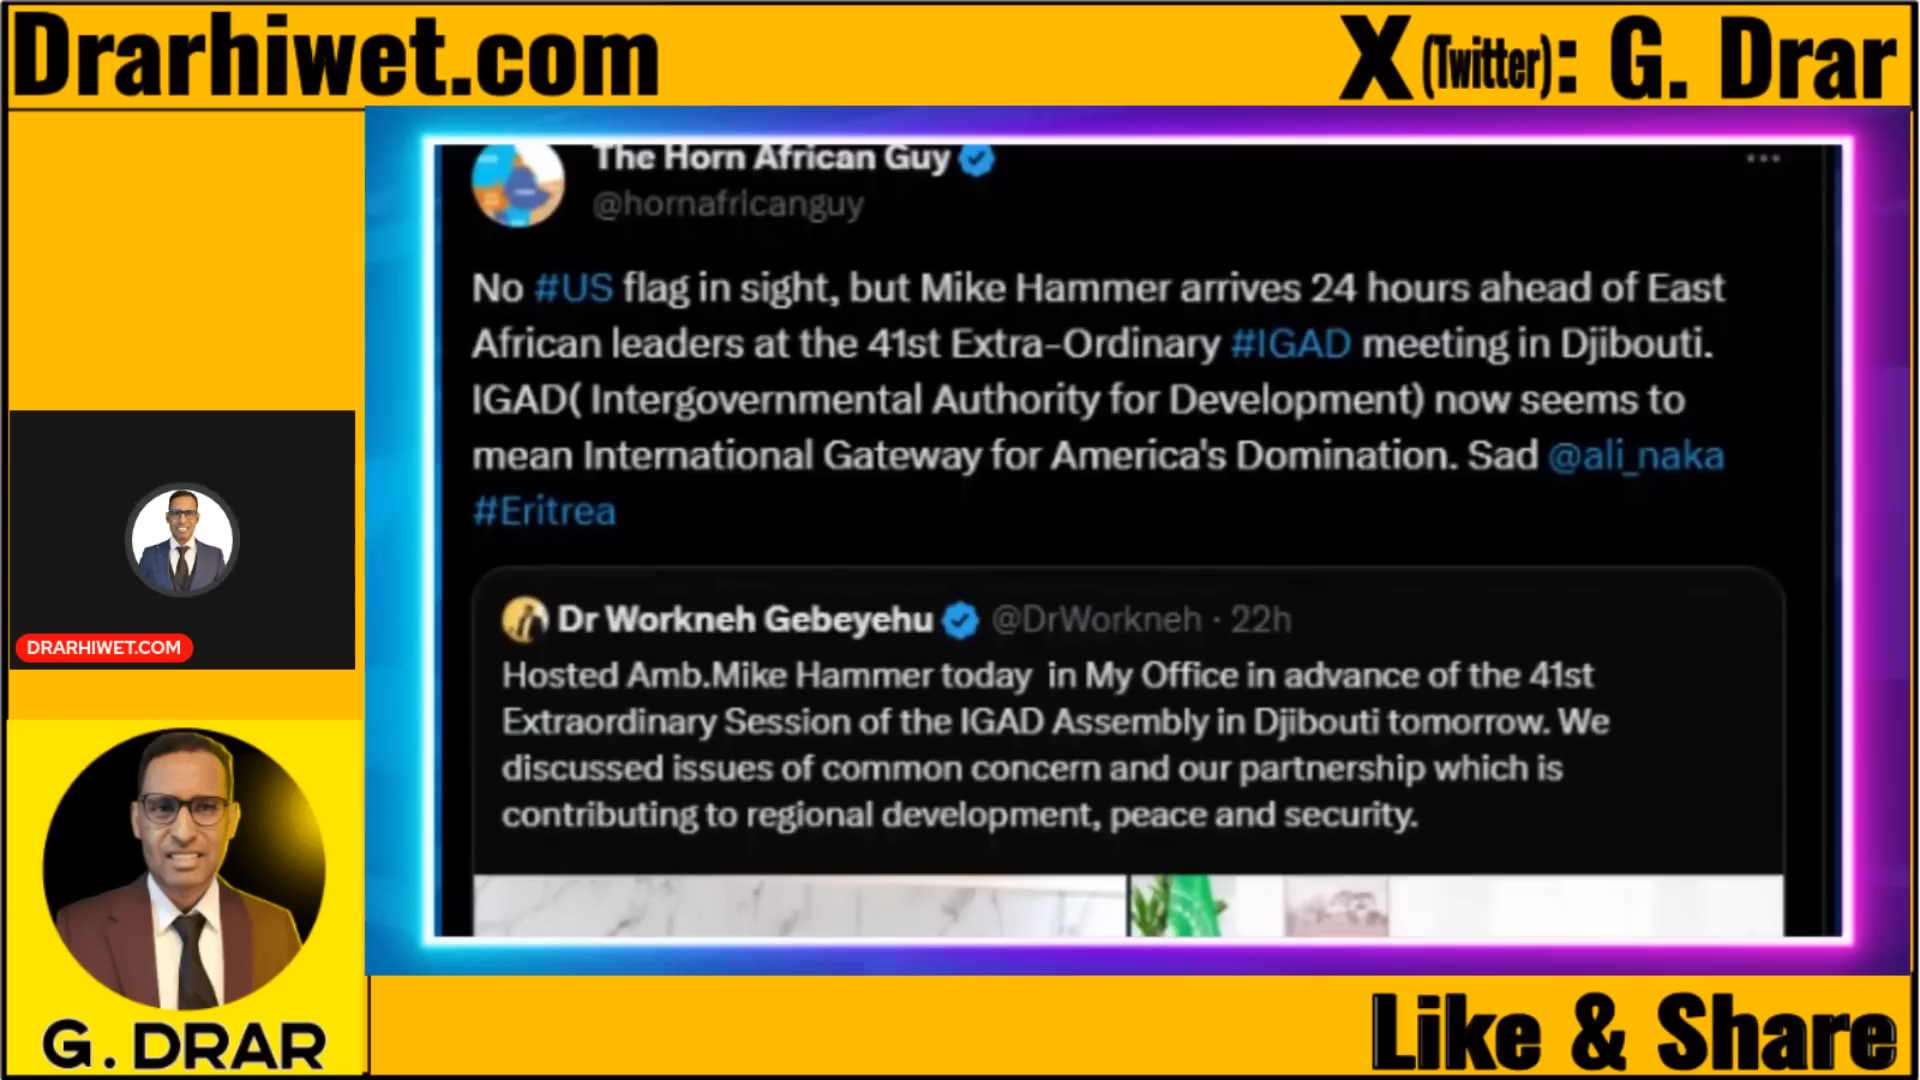 Drarhiwet.com
X (Twitter): G. Drar
The Horn African Guy
@hornafricanguy
No #US flag in sight, but Mike Hammer arrives 24 hours ahead of East
African leaders at the 41st Extra-Ordinary #IGAD meeting in Djibouti.
IGAD( Intergovernmental Authority for Development) now seems to
mean International Gateway for America's Domination. Sad @ali_naka
#Eritrea
Dr Workneh Gebeyehu @DrWorkneh · 22h
Hosted Amb.Mike Hammer today in My Office in advance of the 41st
Extraordinary Session of the IGAD Assembly in Djibouti tomorrow. We
discussed issues of common concern and our partnership which is
contributing to regional development, peace and security.
DRARHIWET.COM
G. DRAR
Like & Share